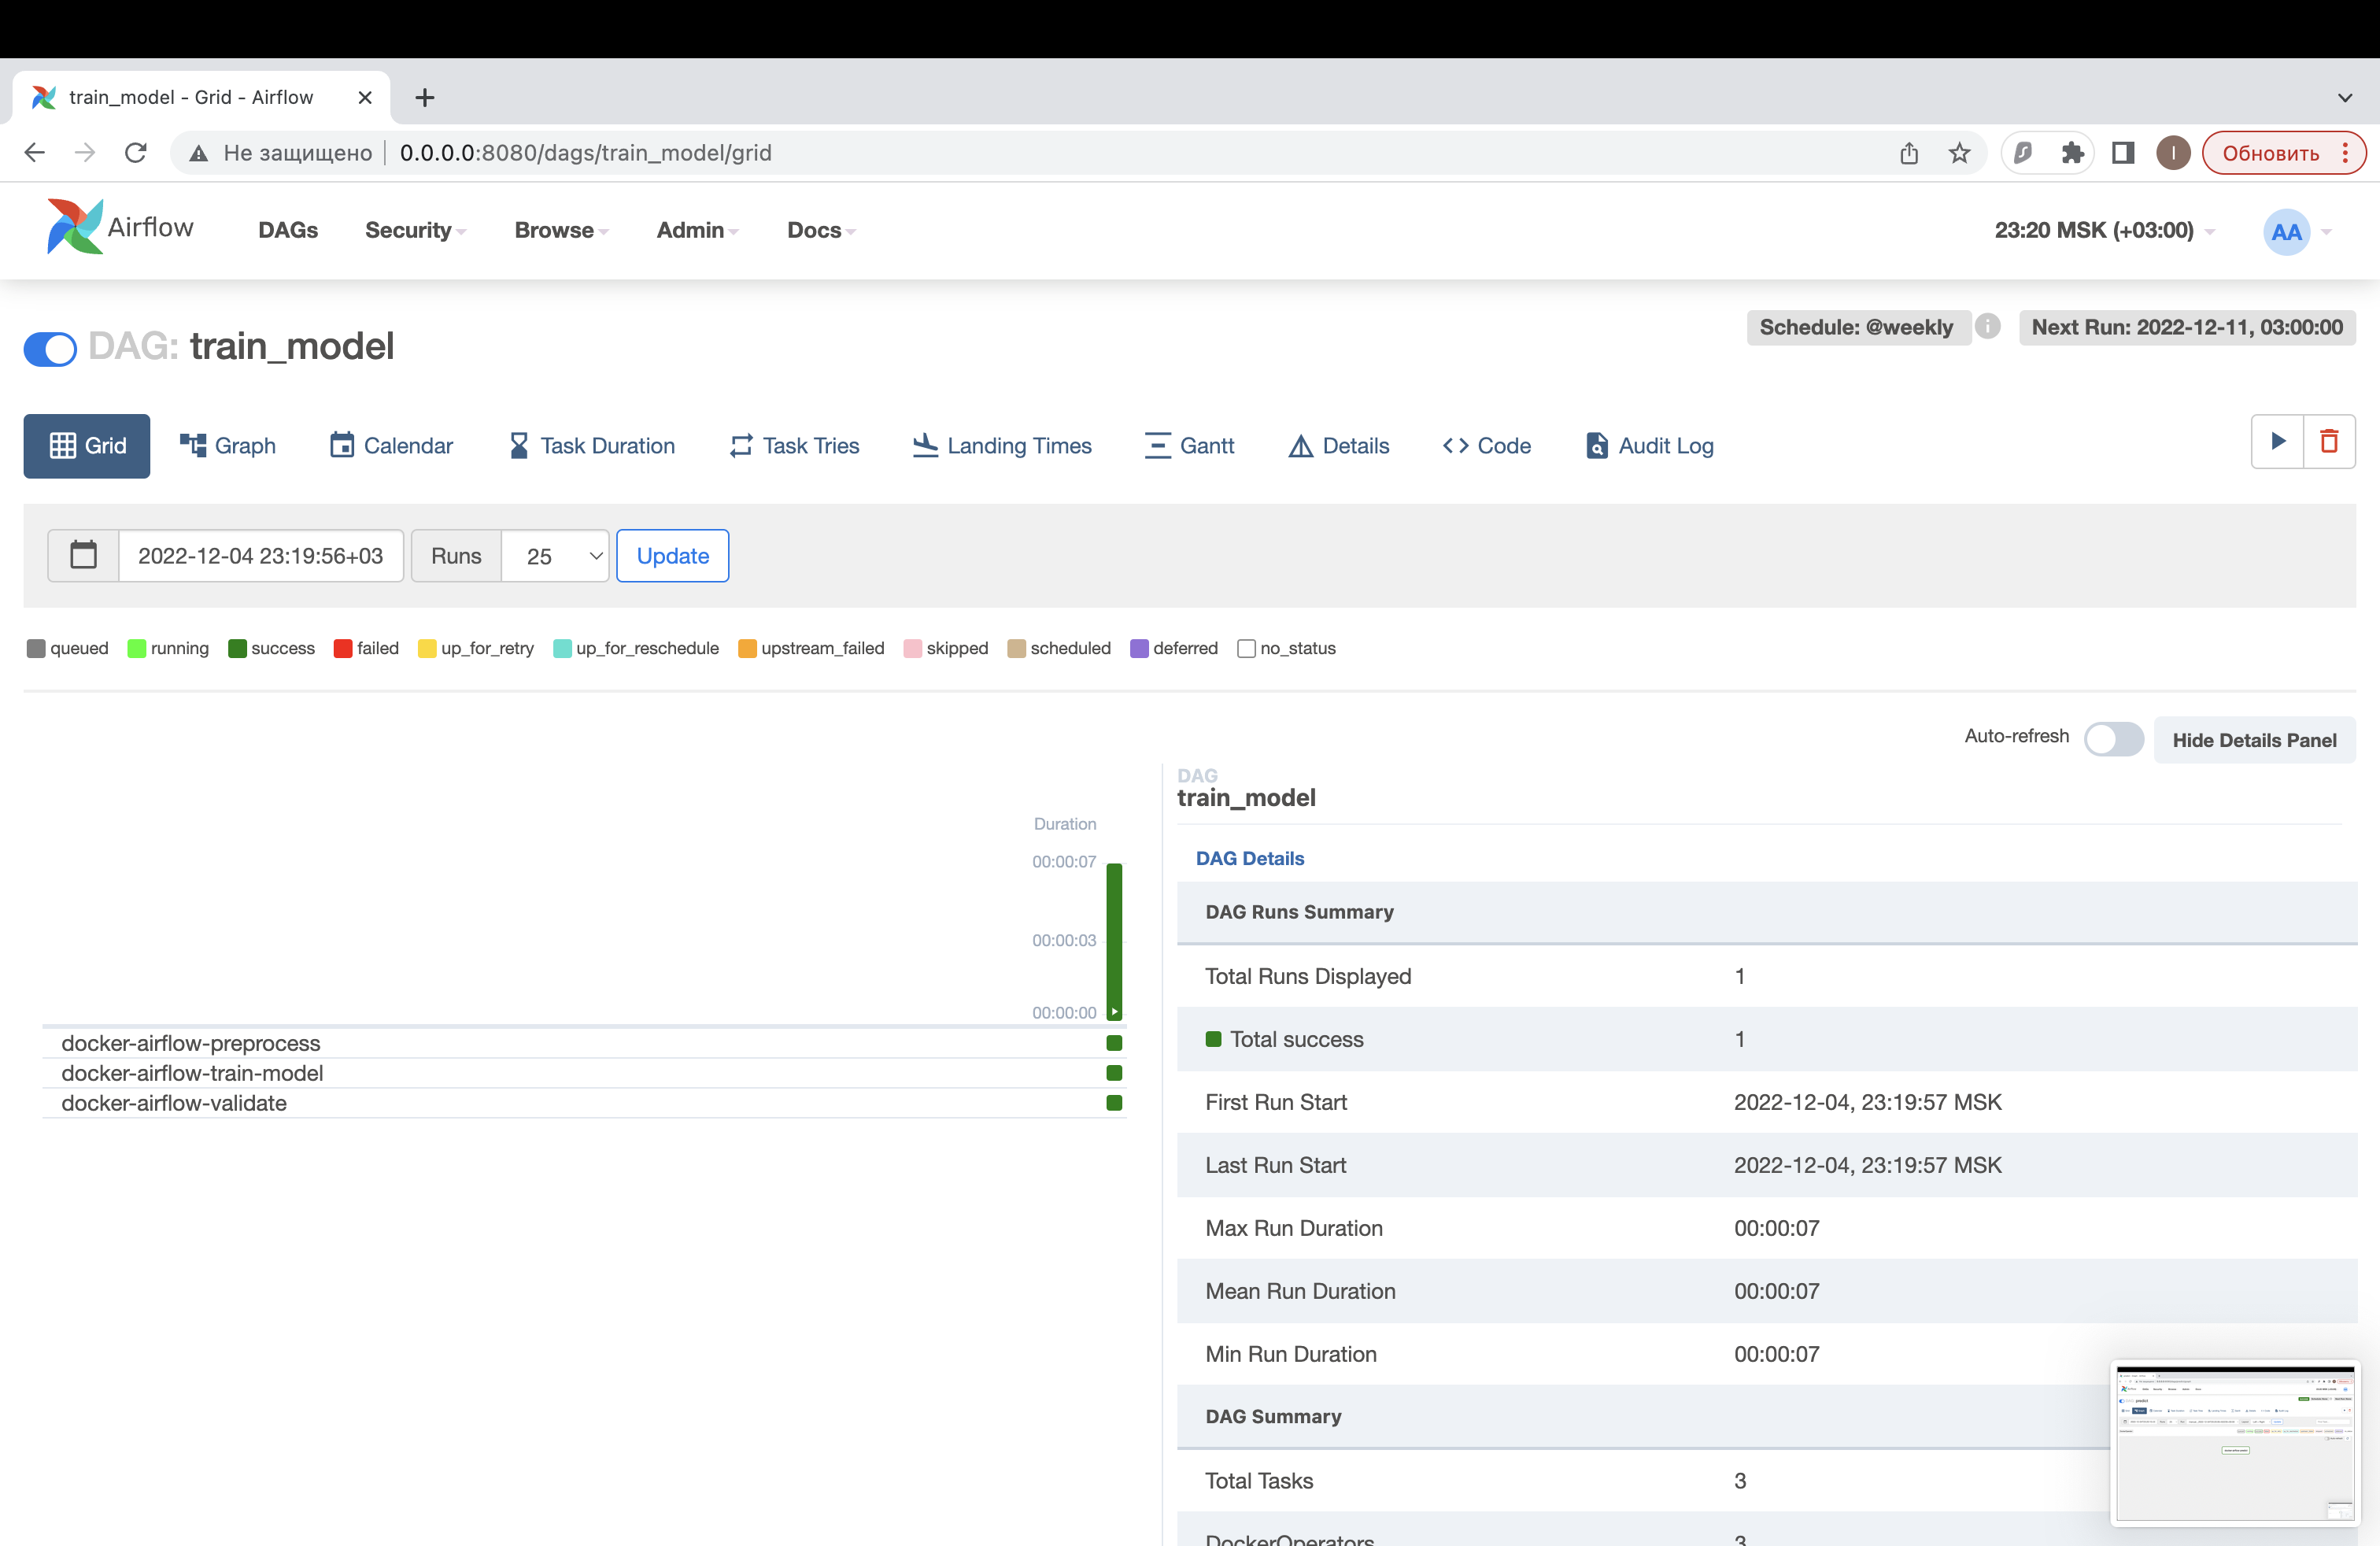 train_model - Grid - Airflow
Не защищено 0.0.0.0:8080/dags/train_model/grid
I
Обновить
Airflow
DAGs Security Browse Admin Docs
23:20 MSK (+03:00)
AA
DAG: train_model
Schedule: @weekly
Next Run: 2022-12-11, 03:00:00
Grid Graph Calendar Task Duration Task Tries Landing Times Gantt Details Code Audit Log
2022-12-04 23:19:56+03 Runs 25 Update
queued running success failed up_for_retry up_for_reschedule upstream_failed skipped scheduled deferred no_status
Auto-refresh
Hide Details Panel
Duration
00:00:07
00:00:03
00:00:00
docker-airflow-preprocess
docker-airflow-train-model
docker-airflow-validate
DAG
train_model
DAG Details
DAG Runs Summary
Total Runs Displayed 1
Total success 1
First Run Start 2022-12-04, 23:19:57 MSK
Last Run Start 2022-12-04, 23:19:57 MSK
Max Run Duration 00:00:07
Mean Run Duration 00:00:07
Min Run Duration 00:00:07
DAG Summary
Total Tasks 3
DockerOperators 3